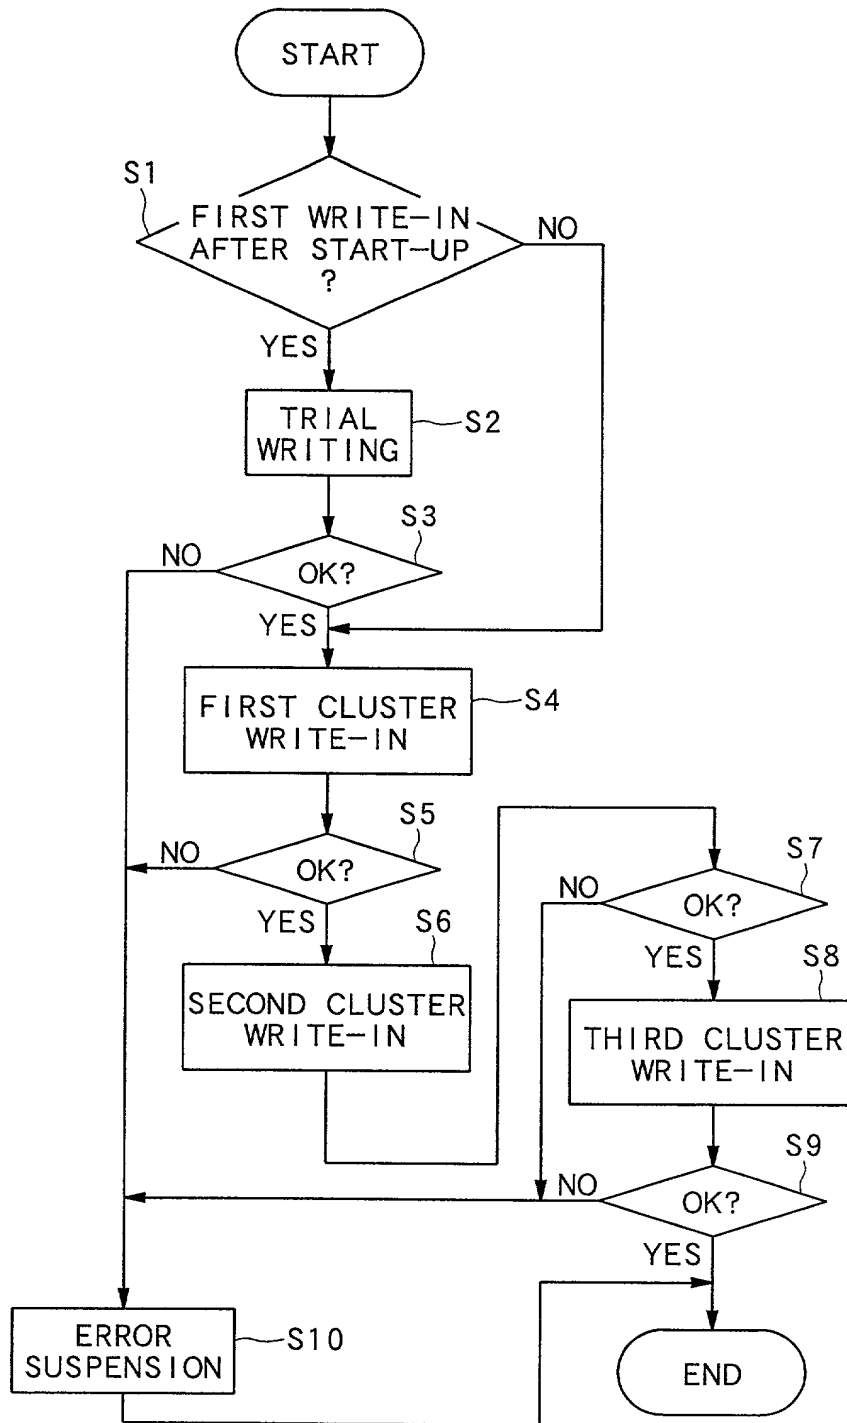 START
S1
FIRST WRITE-IN
AFTER START-UP
?
NO
YES
TRIAL
WRITING
S2
S3
NO
OK?
YES
FIRST CLUSTER
WRITE-IN
S4
S5
NO
OK?
YES
S6
SECOND CLUSTER
WRITE-IN
S7
NO
OK?
YES
S8
THIRD CLUSTER
WRITE-IN
S9
NO
OK?
YES
ERROR
SUSPENSION
S10
END